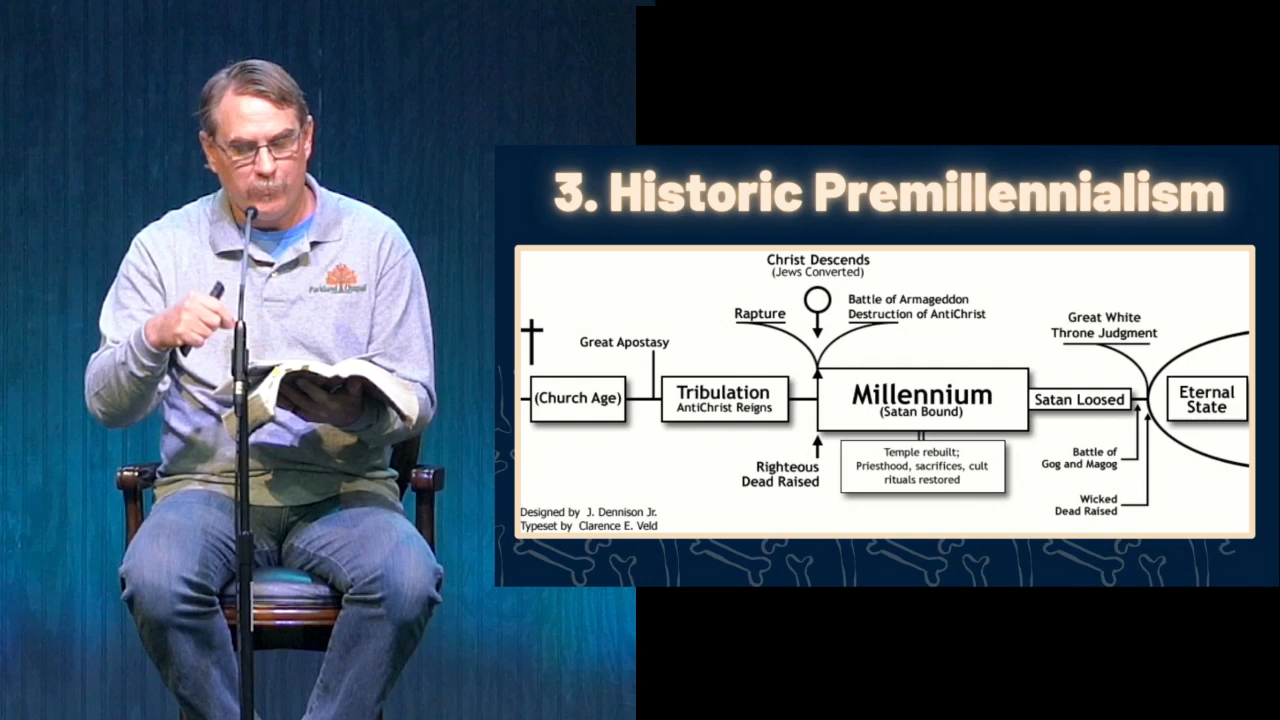 Parkland Chapel
3. Historic Premillennialism
Christ Descends
(Jews Converted)
Rapture
Battle of Armageddon
Destruction of AntiChrist
Great White
Throne Judgment
Great Apostasy
(Church Age)
Tribulation
AntiChrist Reigns
Millennium
(Satan Bound)
Satan Loosed
Eternal
State
Temple rebuilt;
Priesthood, sacrifices, cult
rituals restored
Righteous
Dead Raised
Battle of
Gog and Magog
Wicked
Dead Raised
Designed by J. Dennison Jr.
Typeset by Clarence E. Veld